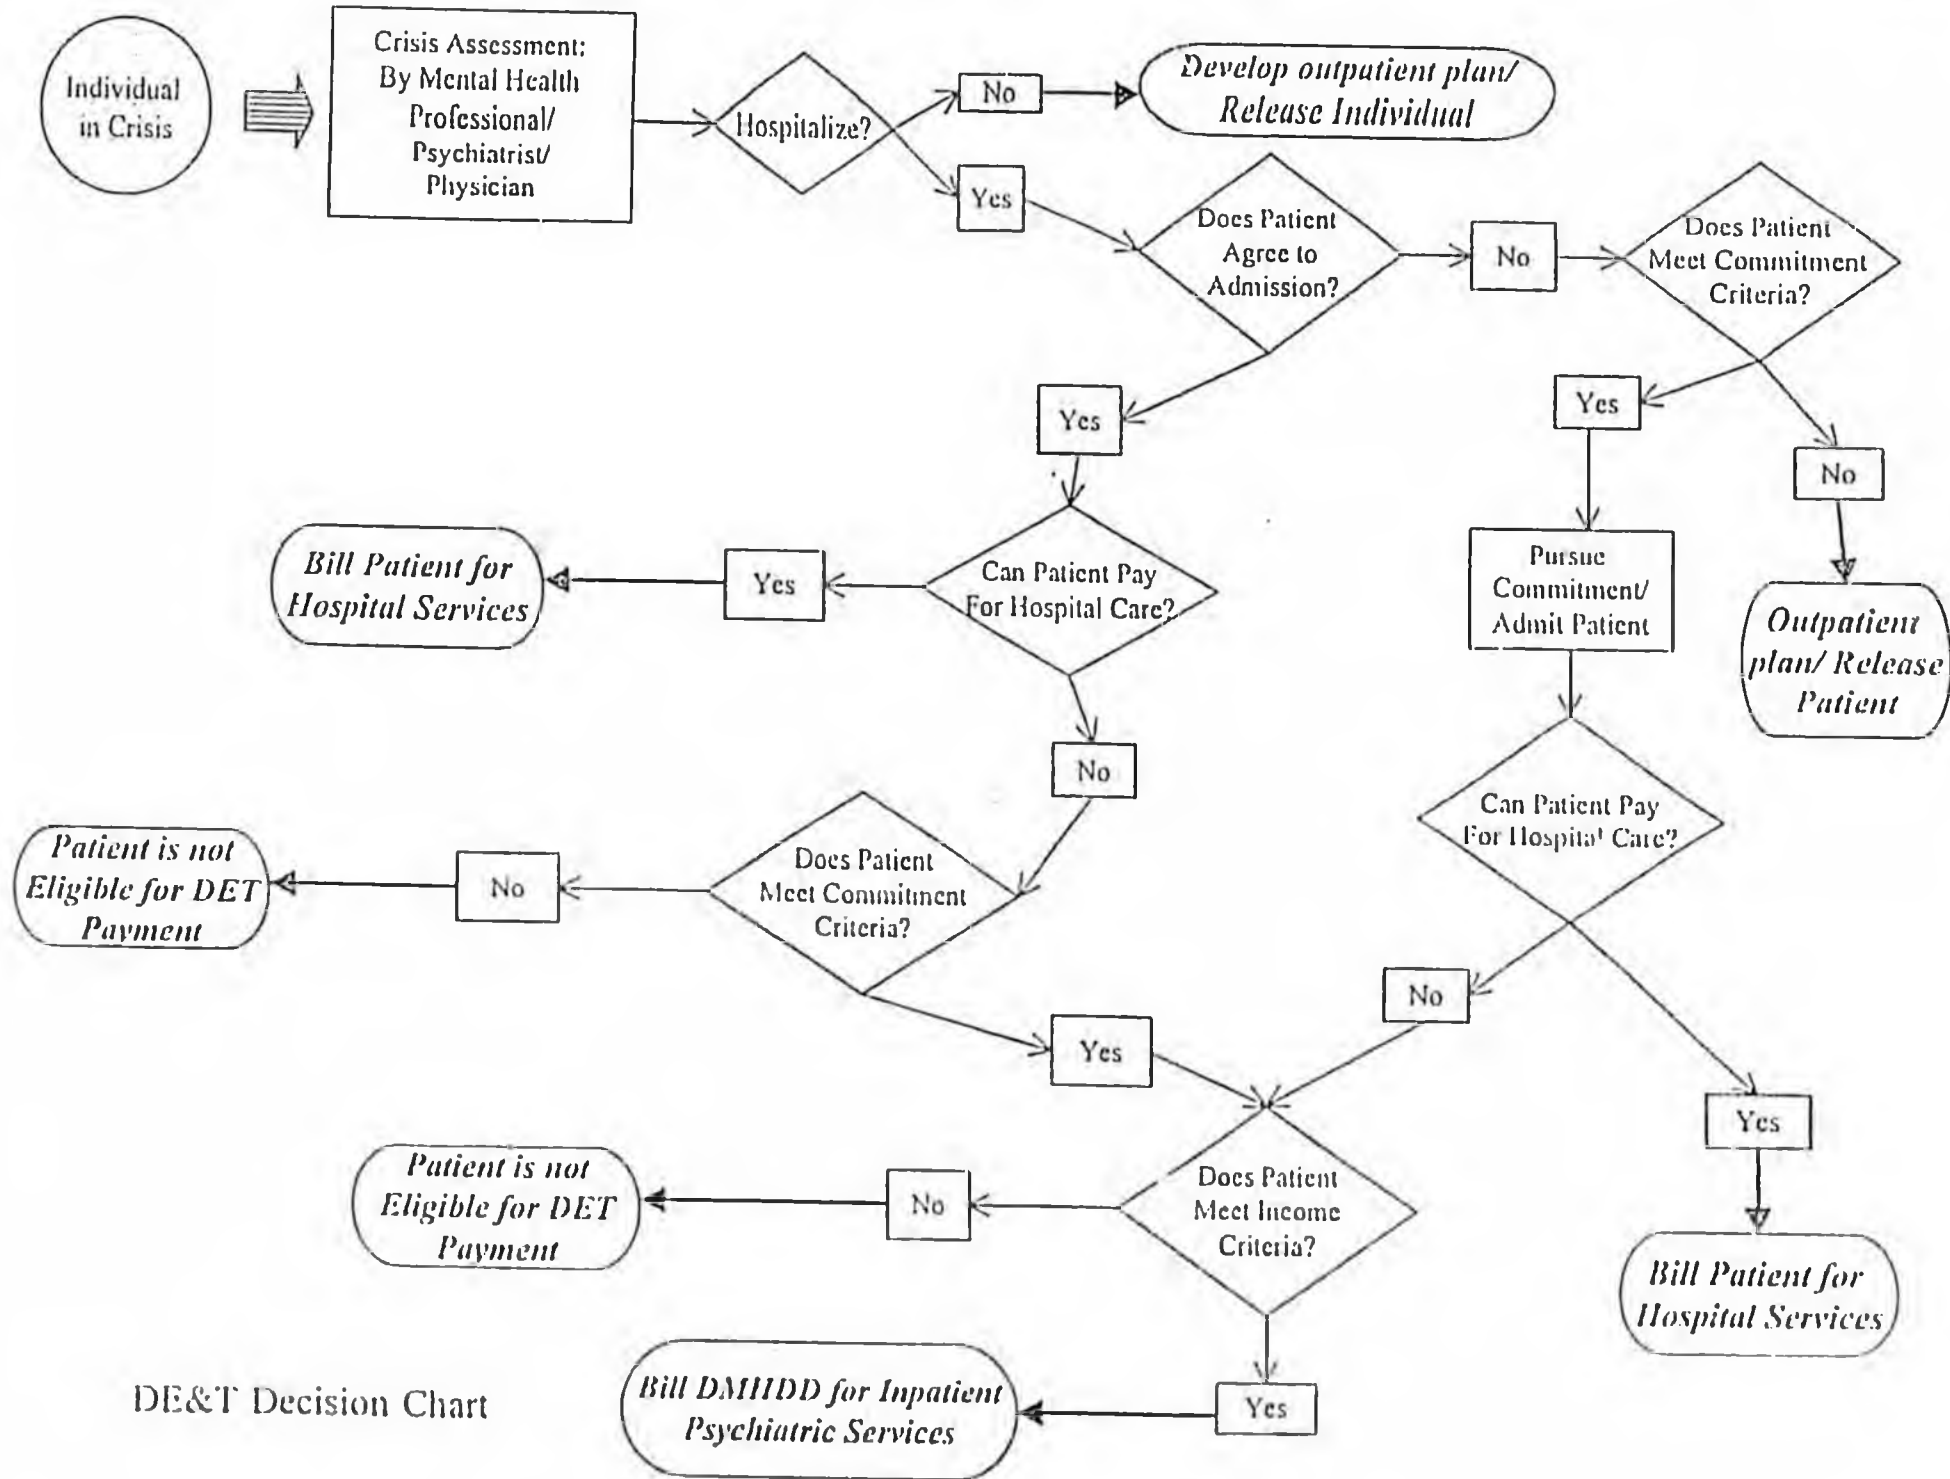 Individual
in Crisis
Crisis Assessment:
By Mental Health
Professional/
Psychiatrist/
Physician
Hospitalize?
No
Develop outpatient plan/
Release Individual
Yes
Does Patient
Agree to
Admission?
No
Does Patient
Meet Commitment
Criteria?
Yes
Yes
No
Bill Patient for
Hospital Services
Yes
Can Patient Pay
For Hospital Care?
Pursue
Commitment/
Admit Patient
Outpatient
plan/ Release
Patient
No
Can Patient Pay
For Hospital Care?
Patient is not
Eligible for DET
Payment
No
Does Patient
Meet Commitment
Criteria?
No
Yes
Yes
Patient is not
Eligible for DET
Payment
No
Does Patient
Meet Income
Criteria?
Bill Patient for
Hospital Services
DE&T Decision Chart
Bill DMHDD for Inpatient
Psychiatric Services
Yes